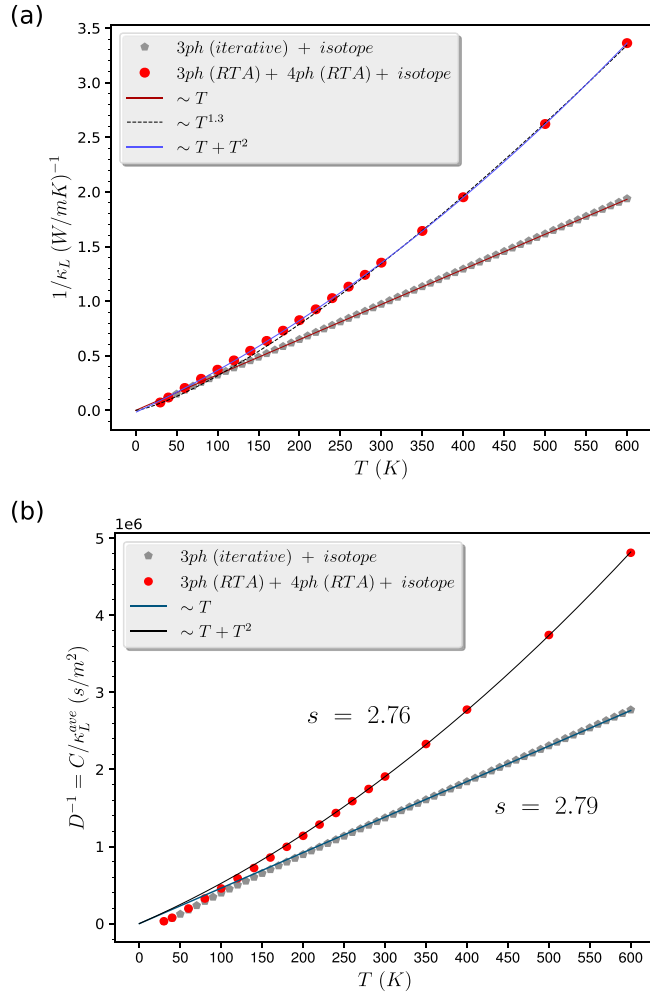 (a)
3ph (iterative) + isotope
3ph (RTA) + 4ph (RTA) + isotope
∼ T
∼ T^1.3
∼ T + T^2
3.5
3.0
2.5
2.0
1.5
1.0
0.5
0.0
1/κ_L (W/mK)^−1
0 50 100 150 200 250 300 350 400 450 500 550 600
T (K)
(b)
1e6
3ph (iterative) + isotope
3ph (RTA) + 4ph (RTA) + isotope
∼ T
∼ T + T^2
5
4
3
2
1
0
D^−1 = C/κ_L^ave (s/m^2)
s = 2.76
s = 2.79
0 50 100 150 200 250 300 350 400 450 500 550 600
T (K)